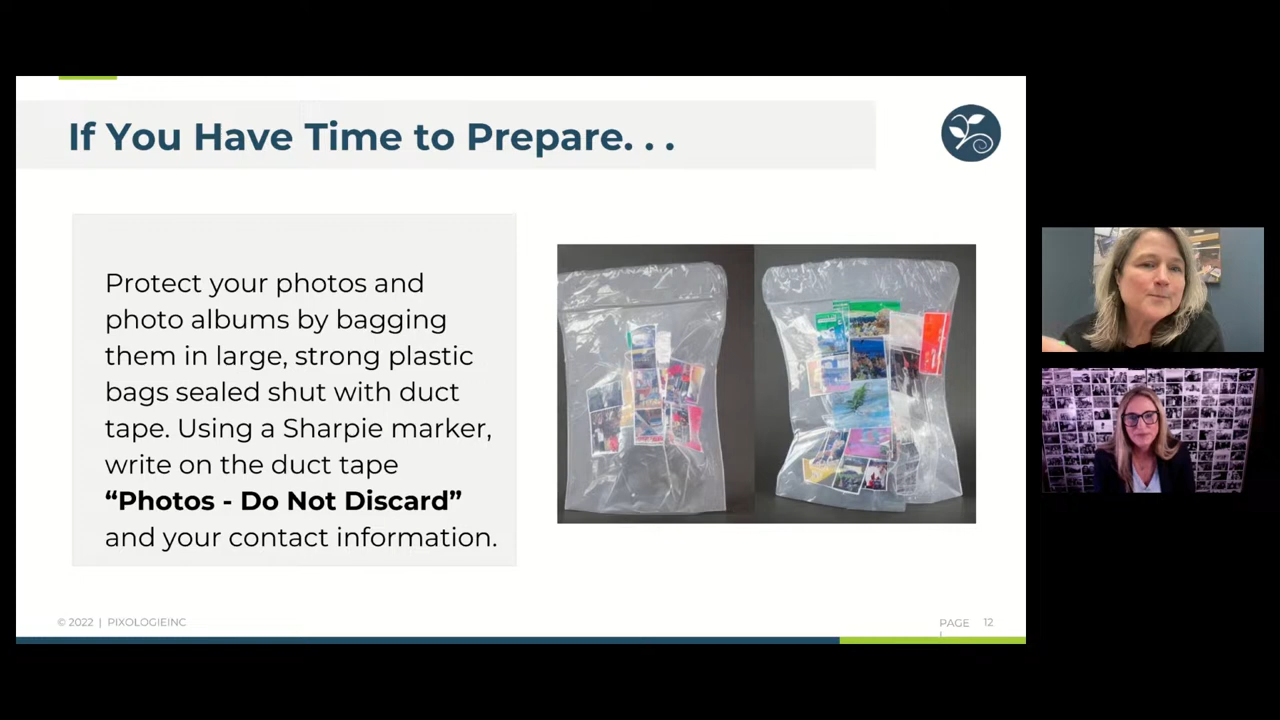 If You Have Time to Prepare. . .
Protect your photos and
photo albums by bagging
them in large, strong plastic
bags sealed shut with duct
tape. Using a Sharpie marker,
write on the duct tape
“Photos - Do Not Discard”
and your contact information.
© 2022 | PIXOLOGIEINC
PAGE 12
|